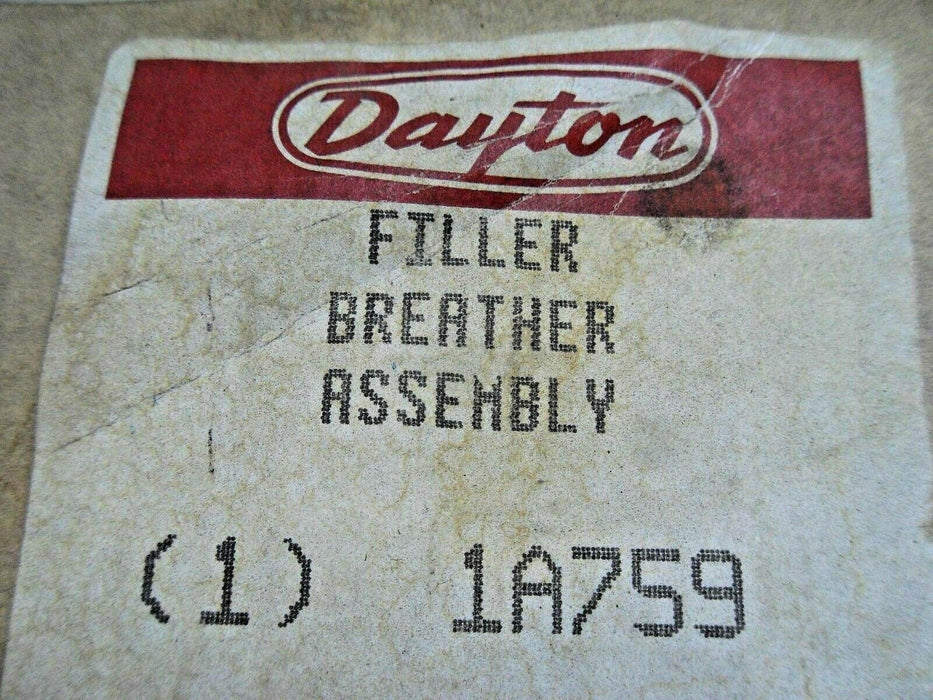 Dayton
FILLER
BREATHER
ASSEMBLY
(1) 1A759